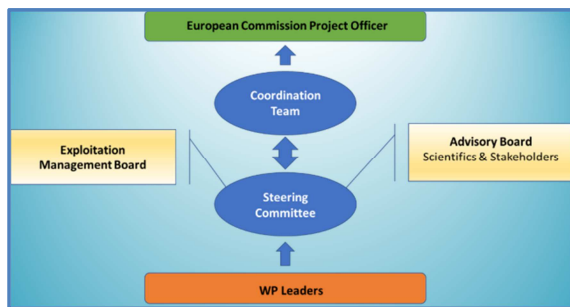 European Commission Project Officer
Coordination
Team
Exploitation
Management Board
Advisory Board
Scientifics & Stakeholders
Steering
Committee
WP Leaders